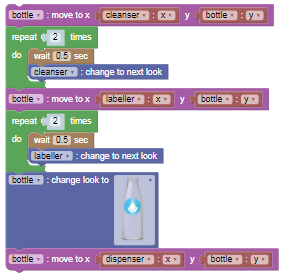 bottle : move to x cleanser : x y bottle : y
repeat 2 times
do wait 0.5 sec
cleanser : change to next look
bottle : move to x labeller : x y bottle : y
repeat 2 times
do wait 0.5 sec
labeller : change to next look
bottle : change look to
bottle : move to x dispenser : x y bottle : y